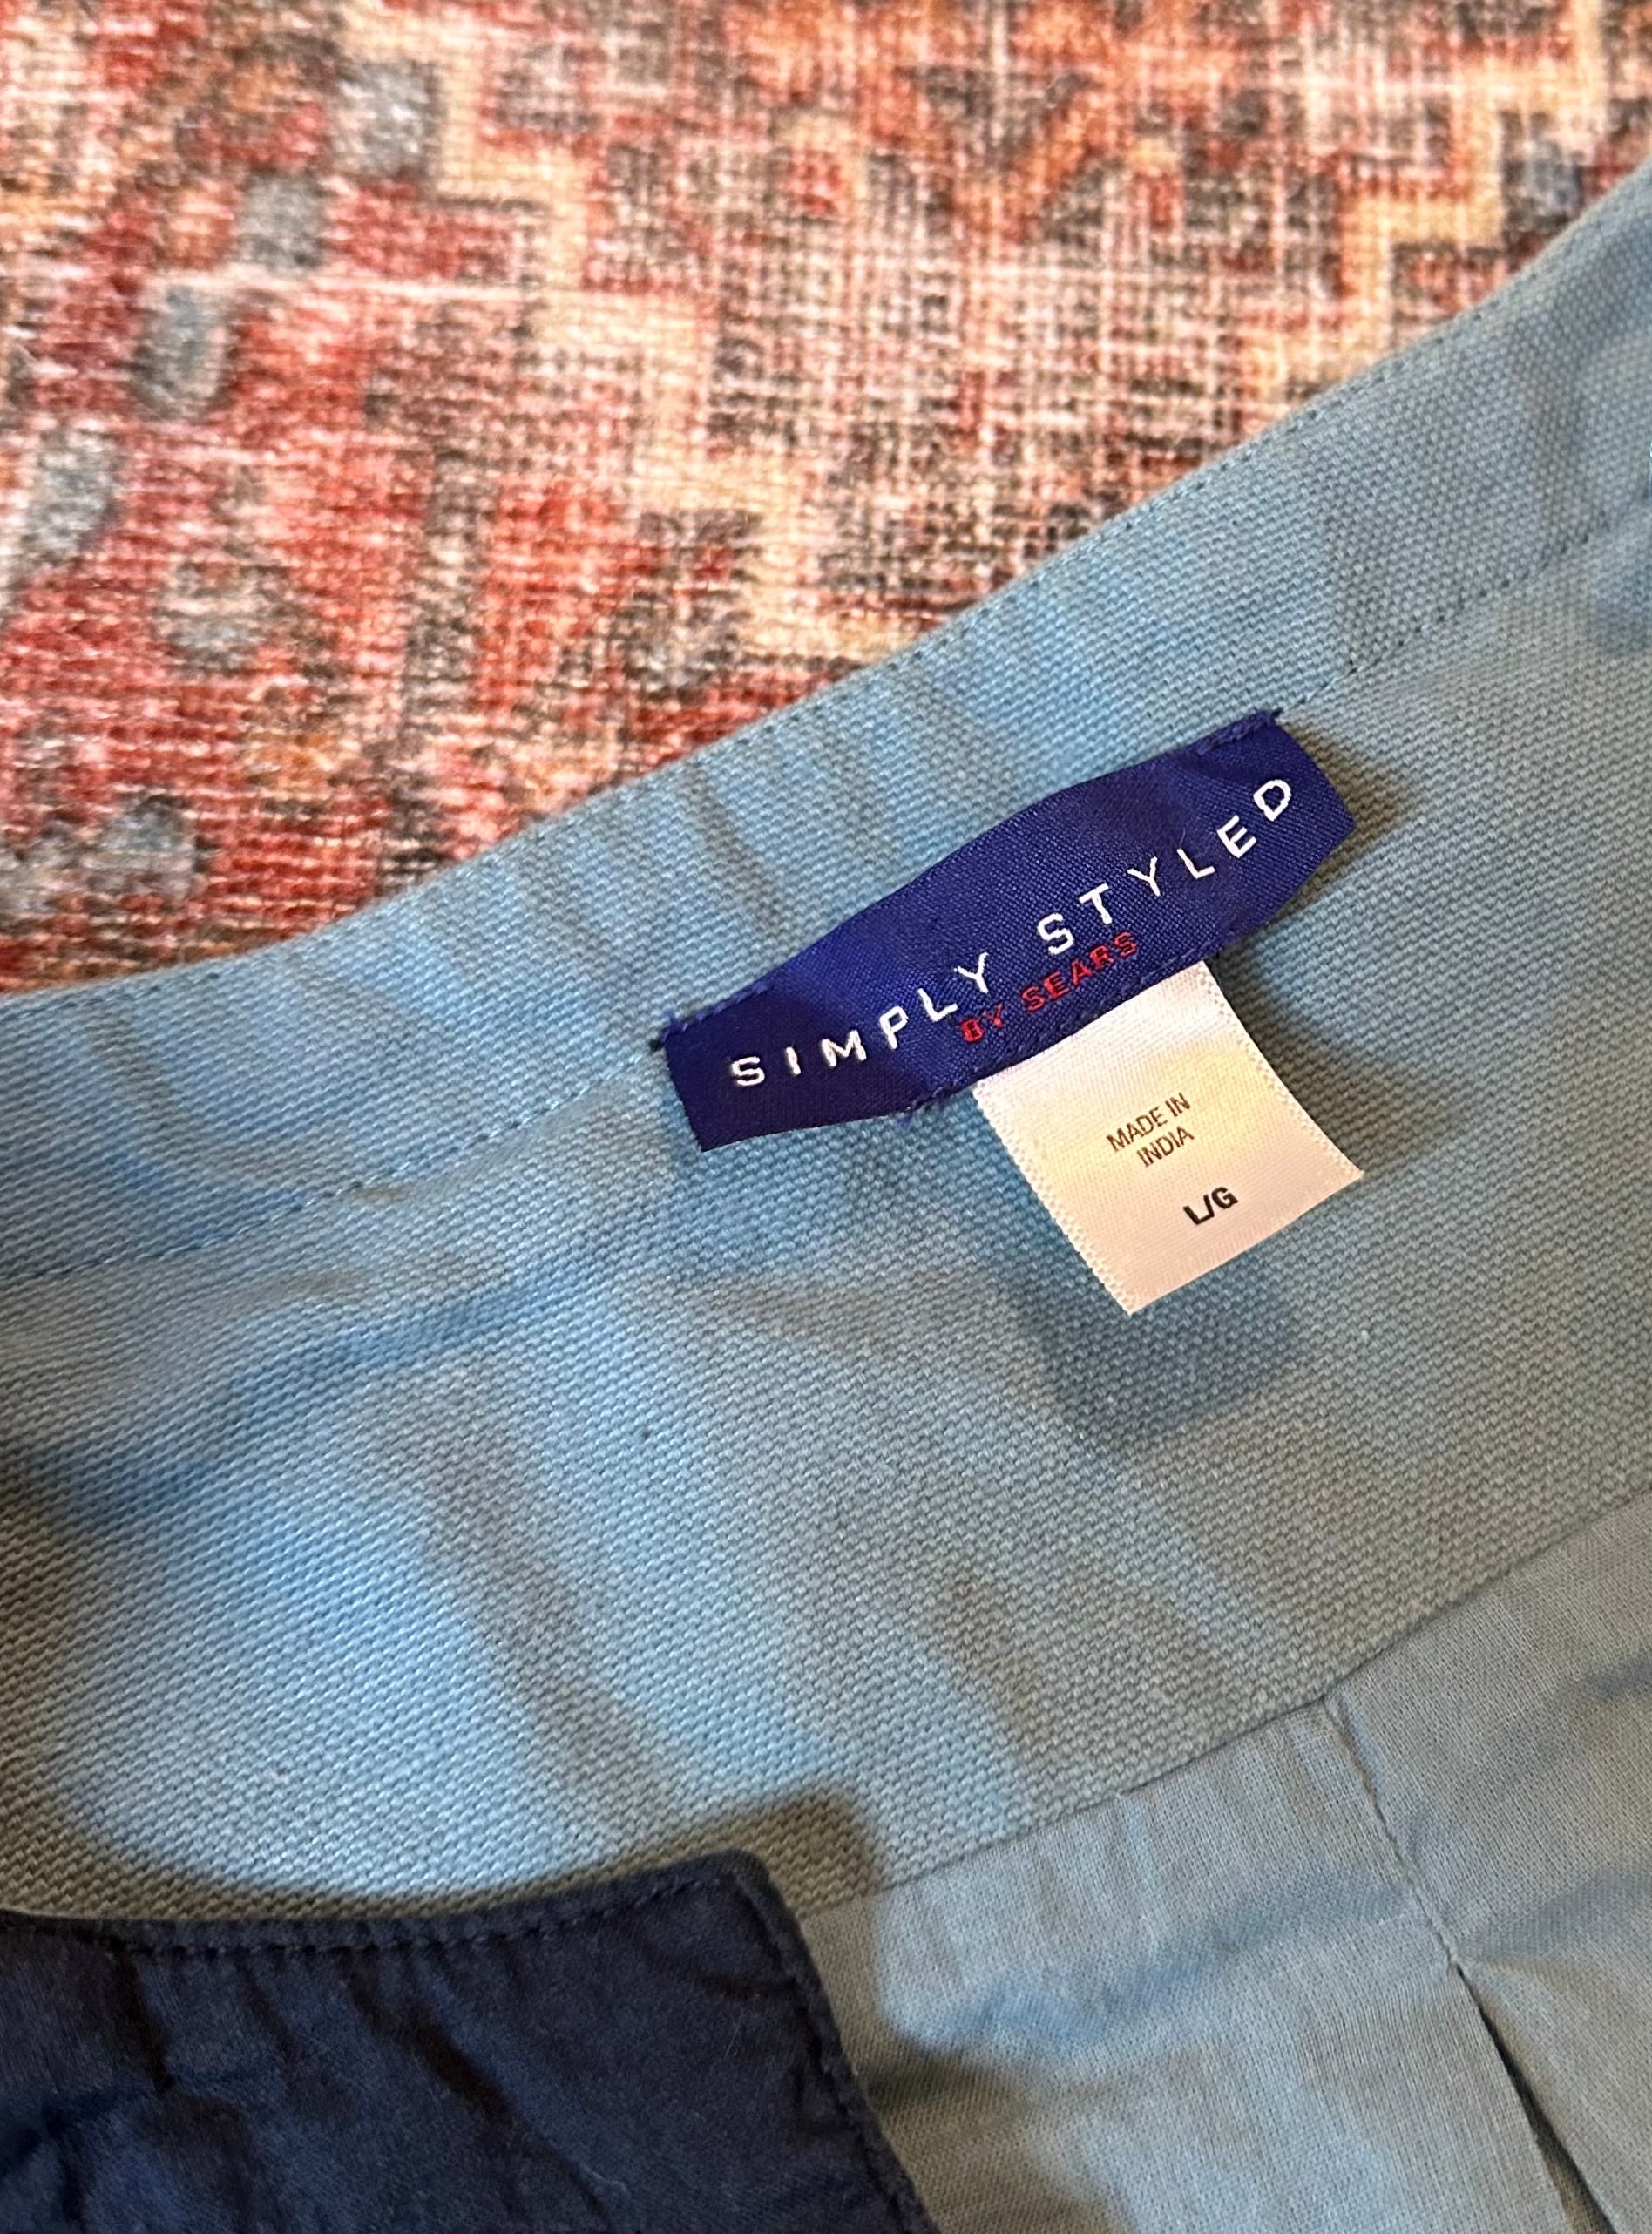 SIMPLY STYLED
BY SEARS
MADE IN
INDIA
L/G